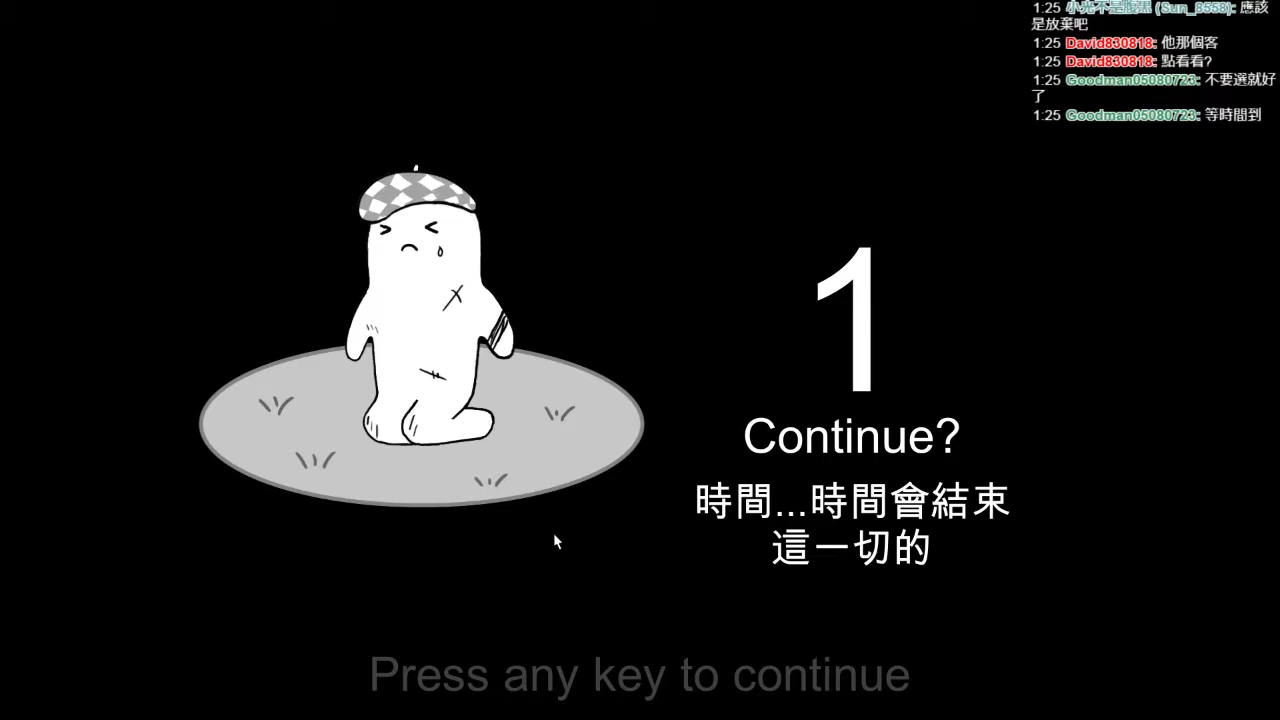 1:25 小光不是腹黑 (Sun_8558): 應該
是放棄吧
1:25 David830818: 他那個客
1:25 David830818: 點看看?
1:25 Goodman05080723: 不要選就好
了
1:25 Goodman05080723: 等時間到
1
Continue?
時間...時間會結束
這一切的
Press any key to continue